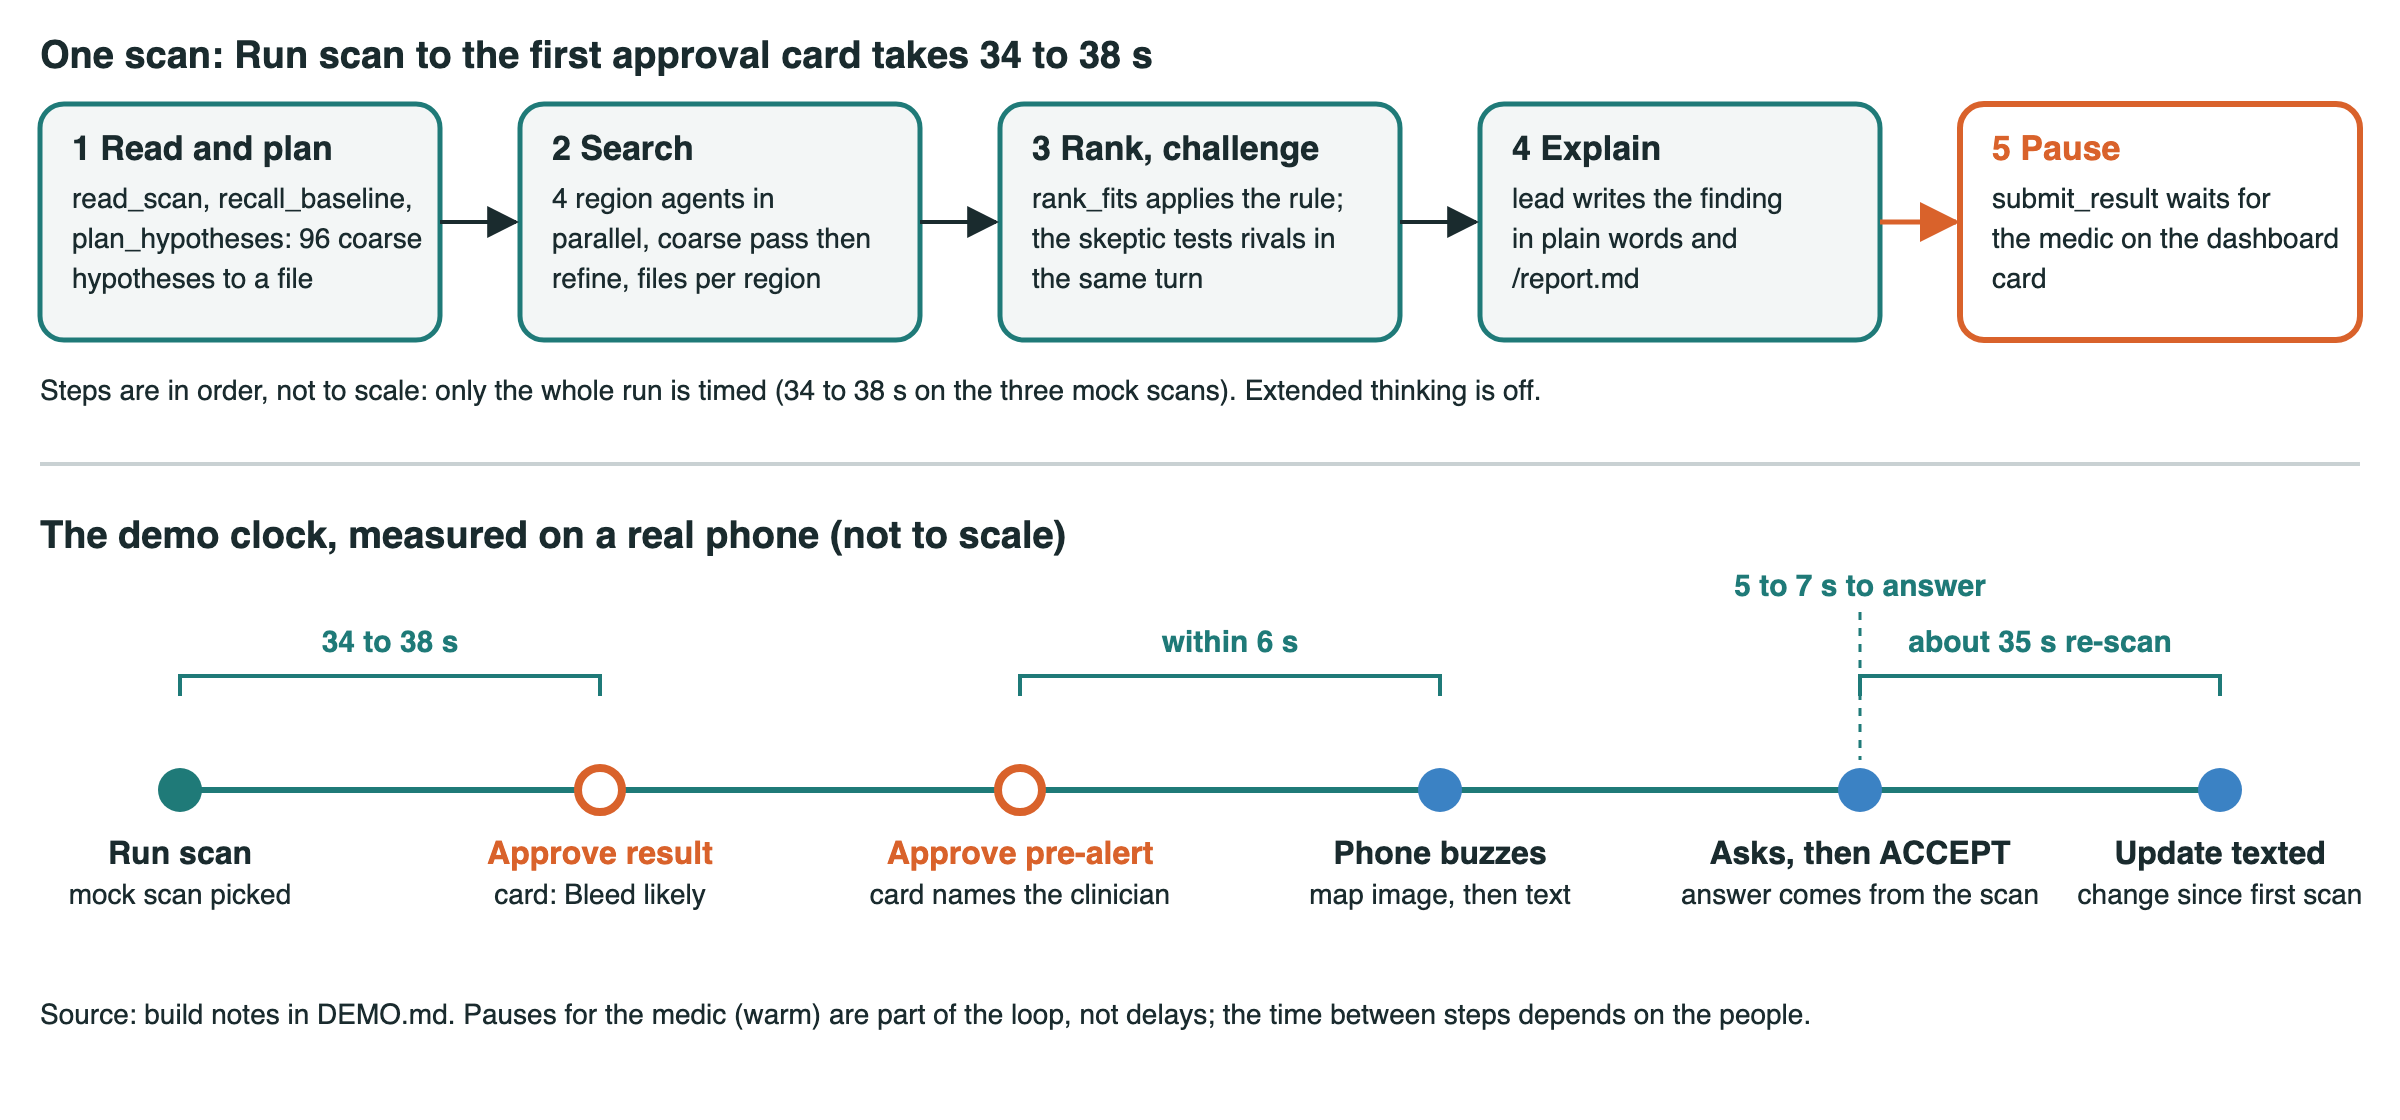 One scan: Run scan to the first approval card takes 34 to 38 s
1 Read and plan
read_scan, recall_baseline,
plan_hypotheses: 96 coarse
hypotheses to a file
2 Search
4 region agents in
parallel, coarse pass then
refine, files per region
3 Rank, challenge
rank_fits applies the rule;
the skeptic tests rivals in
the same turn
4 Explain
lead writes the finding
in plain words and
/report.md
5 Pause
submit_result waits for
the medic on the dashboard
card
Steps are in order, not to scale: only the whole run is timed (34 to 38 s on the three mock scans). Extended thinking is off.
The demo clock, measured on a real phone (not to scale)
5 to 7 s to answer
34 to 38 s
within 6 s
about 35 s re-scan
Run scan
mock scan picked
Approve result
card: Bleed likely
Approve pre-alert
card names the clinician
Phone buzzes
map image, then text
Asks, then ACCEPT
answer comes from the scan
Update texted
change since first scan
Source: build notes in DEMO.md. Pauses for the medic (warm) are part of the loop, not delays; the time between steps depends on the people.